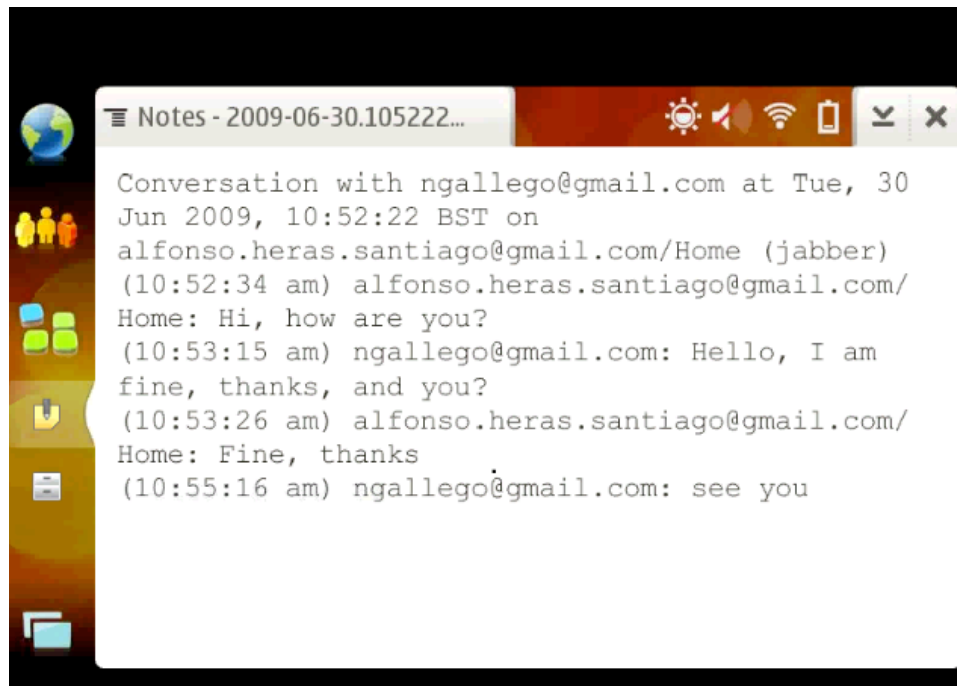 Notes - 2009-06-30.105222...
Conversation with ngallego@gmail.com at Tue, 30
Jun 2009, 10:52:22 BST on
alfonso.heras.santiago@gmail.com/Home (jabber)
(10:52:34 am) alfonso.heras.santiago@gmail.com/
Home: Hi, how are you?
(10:53:15 am) ngallego@gmail.com: Hello, I am
fine, thanks, and you?
(10:53:26 am) alfonso.heras.santiago@gmail.com/
Home: Fine, thanks
(10:55:16 am) ngallego@gmail.com: see you